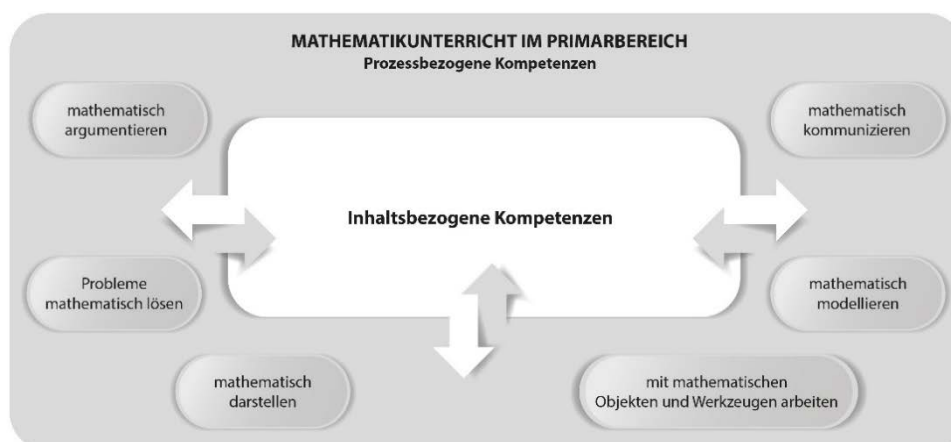 MATHEMATIKUNTERRICHT IM PRIMARBEREICH
Prozessbezogene Kompetenzen
mathematisch
argumentieren
mathematisch
kommunizieren
Inhaltsbezogene Kompetenzen
Probleme
mathematisch lösen
mathematisch
modellieren
mathematisch
darstellen
mit mathematischen
Objekten und Werkzeugen arbeiten